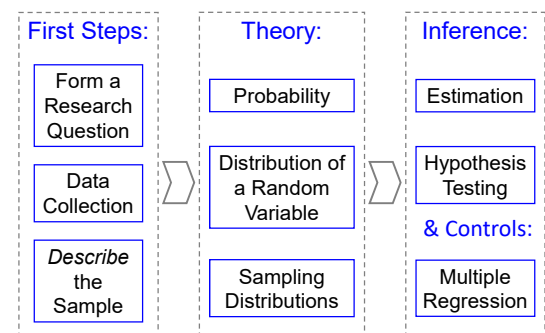 First Steps:
Form a
Research
Question
Data
Collection
Describe
the
Sample
Theory:
Probability
Distribution of
a Random
Variable
Sampling
Distributions
Inference:
Estimation
Hypothesis
Testing
& Controls:
Multiple
Regression